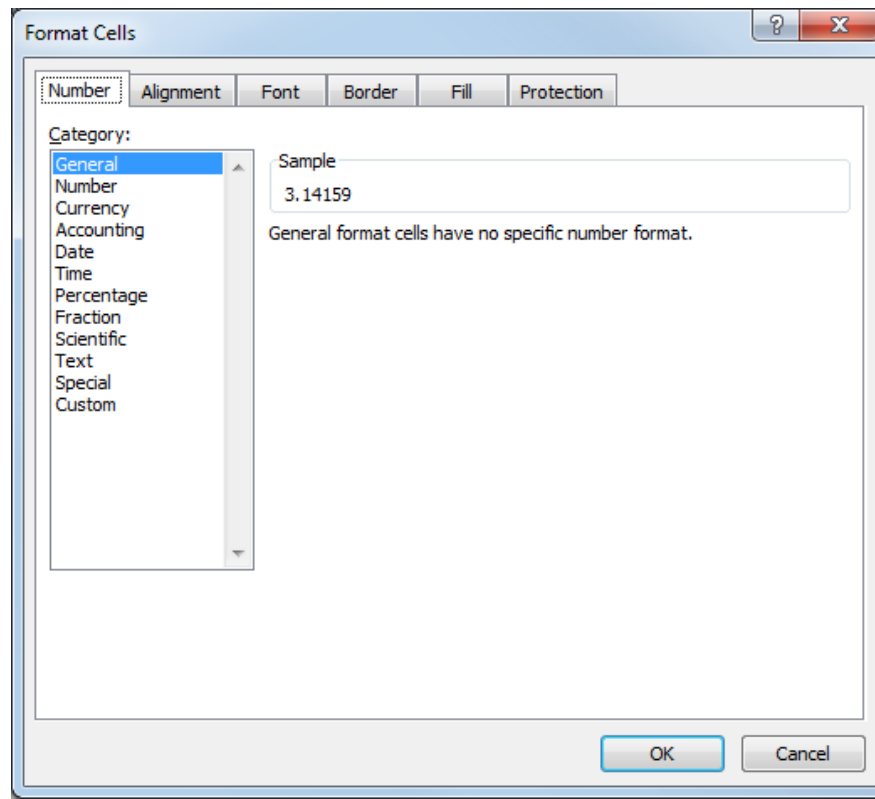 Format Cells
Number Alignment Font Border Fill Protection
Category:
General
Number
Currency
Accounting
Date
Time
Percentage
Fraction
Scientific
Text
Special
Custom
Sample
3.14159
General format cells have no specific number format.
OK Cancel